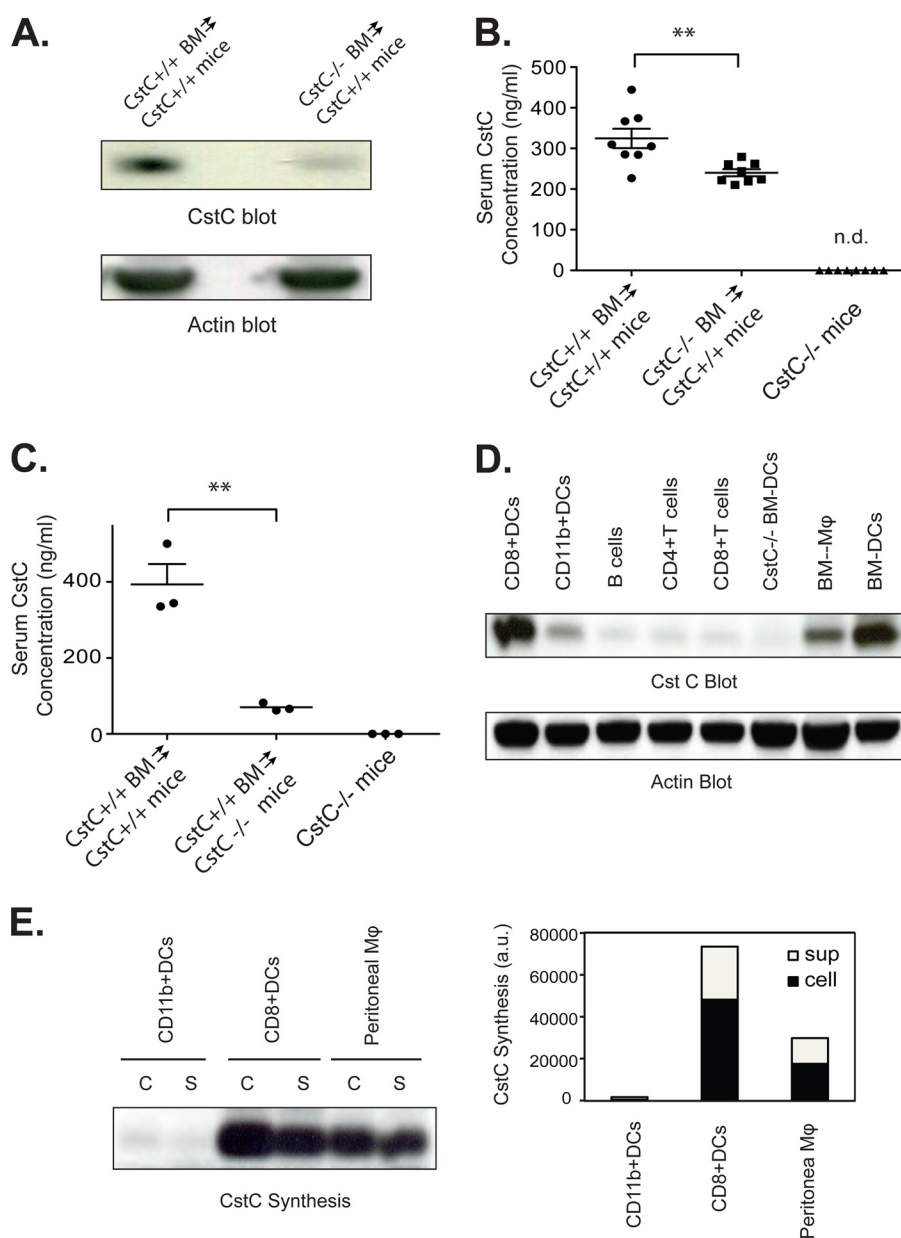 A.
CstC+/+ BM
CstC+/+ mice
CstC-/- BM
CstC+/+ mice
CstC blot
Actin blot
B.
**
Serum CstC
Concentration (ng/ml)
500
400
300
200
100
0
n.d.
CstC+/+ BM
CstC+/+ mice
CstC-/- BM
CstC+/+ mice
CstC-/- mice
C.
**
Serum CstC
Concentration (ng/ml)
400
200
0
CstC+/+ BM
CstC+/+ mice
CstC+/+ BM
CstC-/- mice
CstC-/- mice
D.
CD8+DCs
CD11b+DCs
B cells
CD4+T cells
CD8+T cells
CstC-/- BM-DCs
BM--Mφ
BM-DCs
Cst C Blot
Actin Blot
E.
CD11b+DCs
CD8+DCs
Peritoneal Mφ
C S C S C S
CstC Synthesis
CstC Synthesis (a.u.)
80000
60000
40000
20000
0
sup
cell
CD11b+DCs
CD8+DCs
Peritonea Mφ